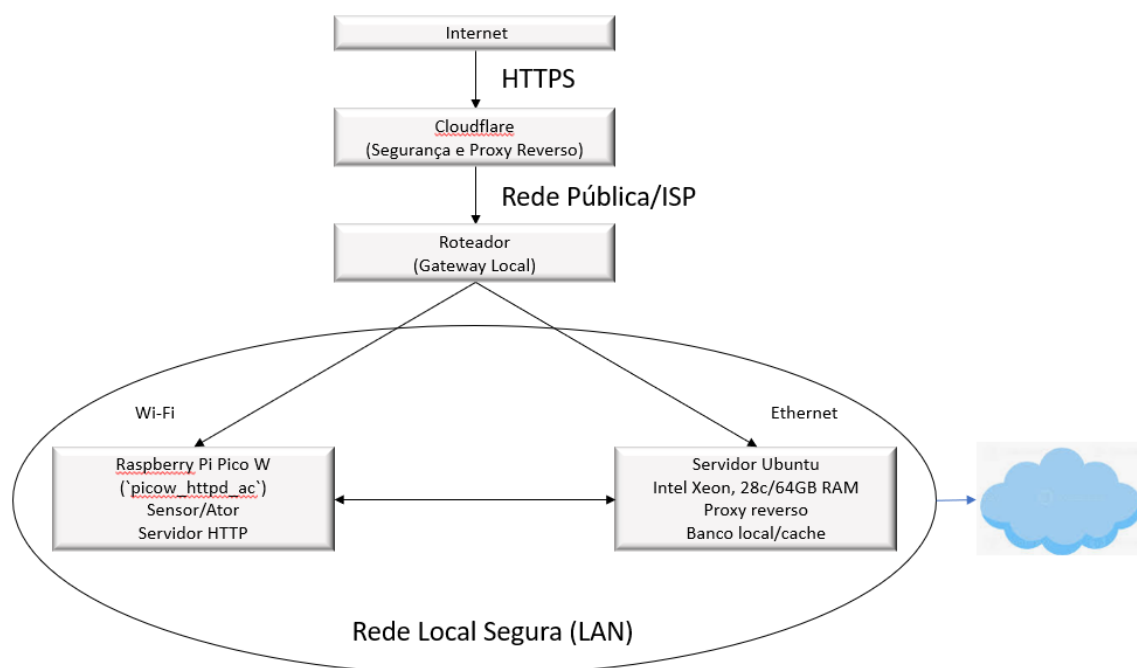 Internet
HTTPS
Cloudflare
(Segurança e Proxy Reverso)
Rede Pública/ISP
Roteador
(Gateway Local)
Wi-Fi
Ethernet
Raspberry Pi Pico W
(`picow_httpd_ac`)
Sensor/Ator
Servidor HTTP
Servidor Ubuntu
Intel Xeon, 28c/64GB RAM
Proxy reverso
Banco local/cache
Rede Local Segura (LAN)